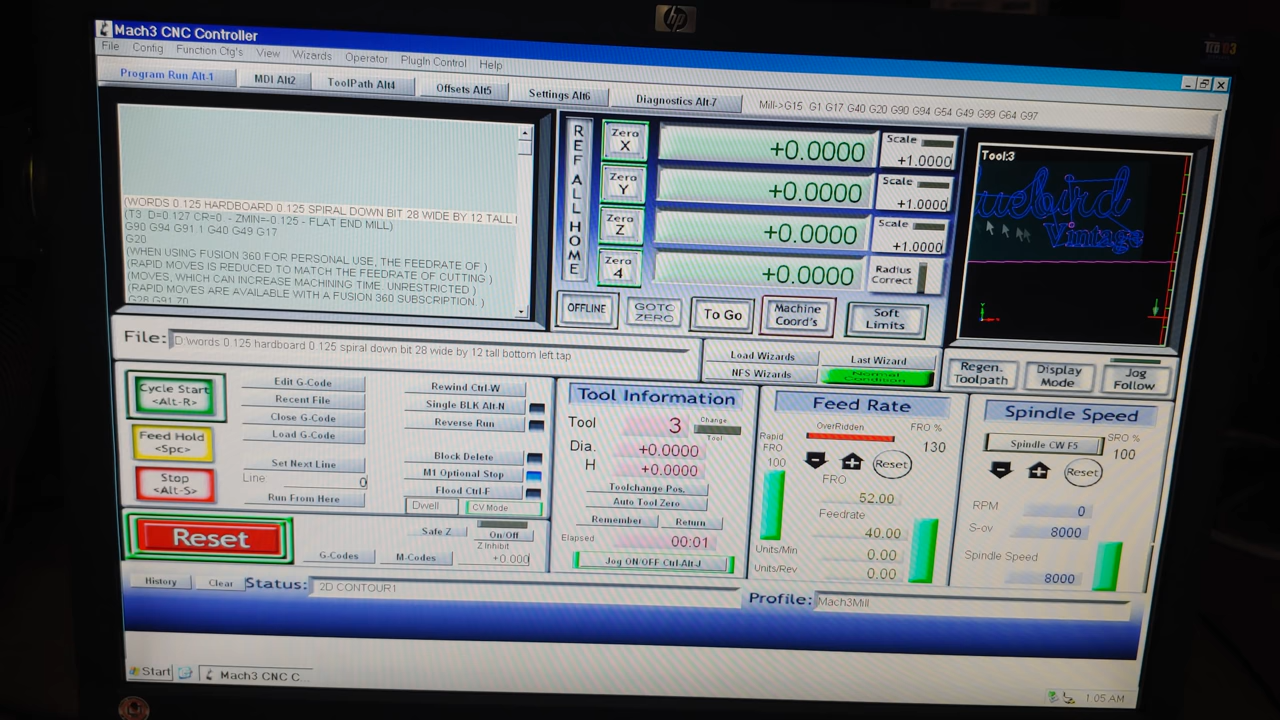 hp
Mach3 CNC Controller
File Config Function Cfg's View Wizards Operator PlugIn Control Help
Program Run Alt-1 MDI Alt2 ToolPath Alt4 Offsets Alt5 Settings Alt6 Diagnostics Alt-7 Mill->G15 G1 G17 G40 G20 G90 G94 G54 G49 G99 G64 G97
(WORDS 0 125 HARDBOARD 0 125 SPIRAL DOWN BIT 28 WIDE BY 12 TALL
(T3 D=0 127 CR=0 - ZMIN=-0 125 - FLAT END MILL)
G90 G94 G91.1 G40 G49 G17
G20
(WHEN USING FUSION 360 FOR PERSONAL USE, THE FEEDRATE OF )
(RAPID MOVES IS REDUCED TO MATCH THE FEEDRATE OF CUTTING )
(MOVES, WHICH CAN INCREASE MACHINING TIME. UNRESTRICTED )
(RAPID MOVES ARE AVAILABLE WITH A FUSION 360 SUBSCRIPTION. )
G28 G91 Z0
REF ALL HOME
Zero X +0.0000 Scale +1.0000
Zero Y +0.0000 Scale +1.0000
Zero Z +0.0000 Scale +1.0000
Zero 4 +0.0000 Radius Correct
OFFLINE GOTO ZERO To Go Machine Coord's Soft Limits
Tool:3
uebird
Vintage
File: D:\words 0 125 hardboard 0 125 spiral down bit 28 wide by 12 tall bottom left.tap
Load Wizards Last Wizard
NFS Wizards Normal Condition
Regen. Toolpath Display Mode Jog Follow
Cycle Start <Alt-R>
Feed Hold <Spc>
Stop <Alt-S>
Reset
Edit G-Code
Recent File
Close G-Code
Load G-Code
Set Next Line
Line: 0
Run From Here
Rewind Ctrl-W
Single BLK Alt-N
Reverse Run
Block Delete
M1 Optional Stop
Flood Ctrl-F
Dwell CV Mode
G-Codes M-Codes
Safe Z On/Off
Z Inhibit
+0.000
Tool Information
Tool 3 Change Tool
Dia. +0.0000
H +0.0000
Toolchange Pos.
Auto Tool Zero
Remember Return
Elapsed 00:01
Jog ON/OFF Ctrl-Alt-J
Feed Rate
OverRidden FRO %
Rapid FRO 130
100 Reset
FRO
52.00
Feedrate
40.00
Units/Min 0.00
Units/Rev 0.00
Spindle Speed
Spindle CW F5 SRO %
100
Reset
RPM 0
S-ov 8000
Spindle Speed
8000
History Clear Status: 2D CONTOUR1 Profile: Mach3Mill
Start Mach3 CNC C... 1:05 AM